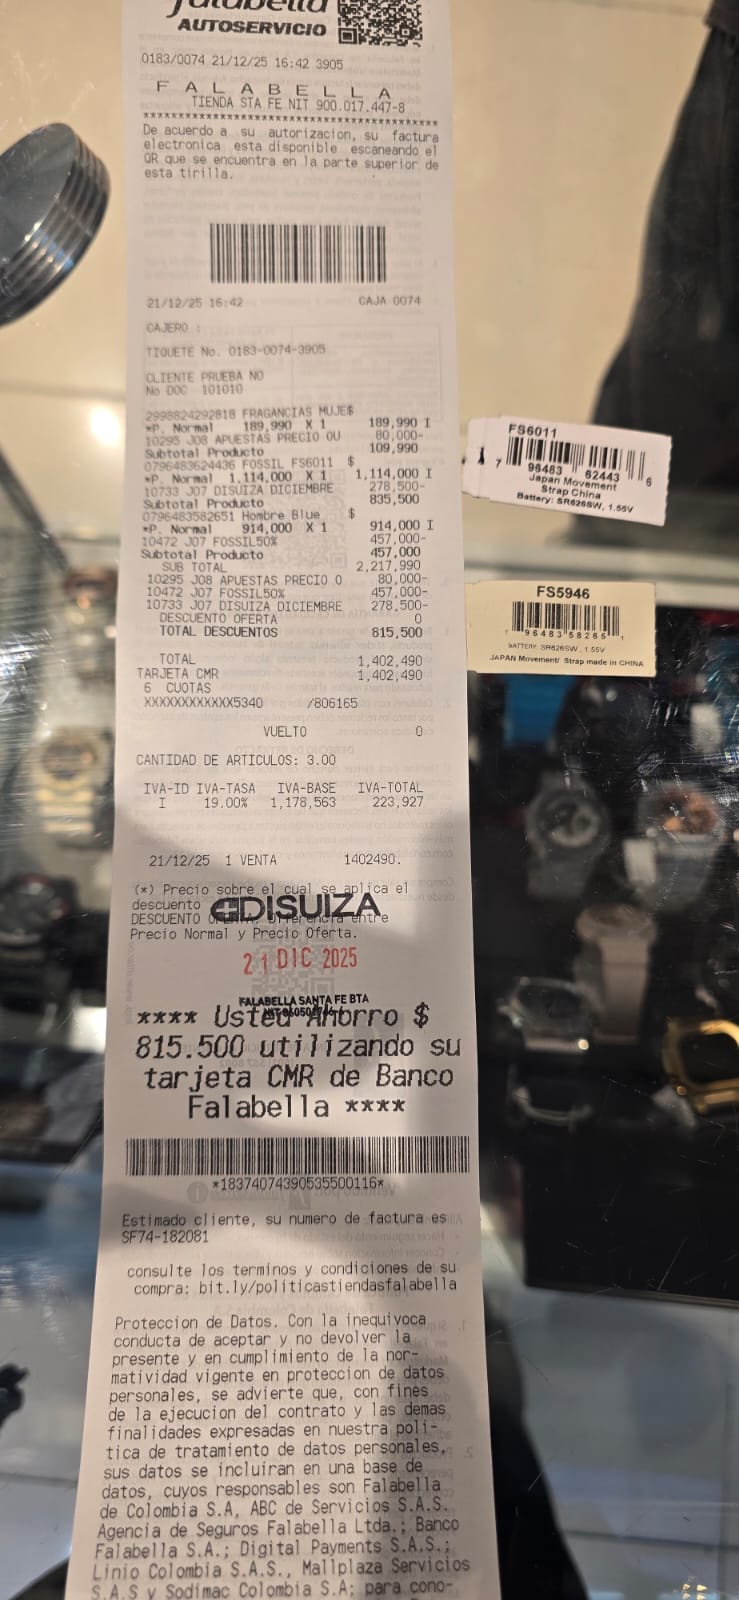 falabella
AUTOSERVICIO
0183/0074 21/12/25 16:42 3905
F A L A B E L L A
TIENDA STA FE NIT 900.017.447-8
****************************************
De acuerdo a su autorizacion, su factura
electronica esta disponible escaneando el
QR que se encuentra en la parte superior de
esta tirilla.
21/12/25 16:42 CAJA 0074
CAJERO :
TIQUETE No. 0183-0074-3905
CLIENTE PRUEBA NO
No DOC 101010
2998824292818 FRAGANCIAS MUJE$
*P. Normal 189,990 X 1 189,990 I
10295 J08 APUESTAS PRECIO OU 80,000-
Subtotal Producto 109,990
0796483624436 FOSSIL FS6011 $
*P. Normal 1,114,000 X 1 1,114,000 I
10733 J07 DISUIZA DICIEMBRE 278,500-
Subtotal Producto 835,500
0796483582651 Hombre Blue $
*P. Normal 914,000 X 1 914,000 I
10472 J07 FOSSIL50% 457,000-
Subtotal Producto 457,000
SUB TOTAL 2,217,990
10295 J08 APUESTAS PRECIO O 80,000-
10472 J07 FOSSIL50% 457,000-
10733 J07 DISUIZA DICIEMBRE 278,500-
DESCUENTO OFERTA 0
TOTAL DESCUENTOS 815,500
TOTAL 1,402,490
TARJETA CMR 1,402,490
6 CUOTAS
XXXXXXXXXXXX5340 /806165
VUELTO 0
CANTIDAD DE ARTICULOS: 3.00
IVA-ID IVA-TASA IVA-BASE IVA-TOTAL
I 19.00% 1,178,563 223,927
21/12/25 1 VENTA 1402490.
(*) Precio sobre el cual se aplica el
descuento
DISUIZA
DESCUENTO OFERTA: Diferencia entre
Precio Normal y Precio Oferta.
21 DIC 2025
FALABELLA SANTA FE BTA
**** Usted Ahorro $
815.500 utilizando su
tarjeta CMR de Banco
Falabella ****
*18374074390535500116*
Estimado cliente, su numero de factura es
SF74-182081
consulte los terminos y condiciones de su
compra: bit.ly/politicastiendasfalabella
Proteccion de Datos. Con la inequivoca
conducta de aceptar y no devolver la
presente y en cumplimiento de la nor-
matividad vigente en proteccion de datos
personales, se advierte que, con fines
de la ejecucion del contrato y las demas
finalidades expresadas en nuestra poli-
tica de tratamiento de datos personales,
sus datos se incluiran en una base de
datos, cuyos responsables son Falabella
de Colombia S.A, ABC de Servicios S.A.S.
Agencia de Seguros Falabella Ltda.; Banco
Falabella S.A.; Digital Payments S.A.S.;
Linio Colombia S.A.S., Mallplaza Servicios
S.A.S y Sodimac Colombia S.A; para cono-
FS6011
7 96483 62443 6
Japan Movement
Strap China
Battery: SR626SW, 1.55V
FS5946
7 96483 58265 1
BATTERY: SR626SW, 1.55V
JAPAN Movement/ Strap made in CHINA